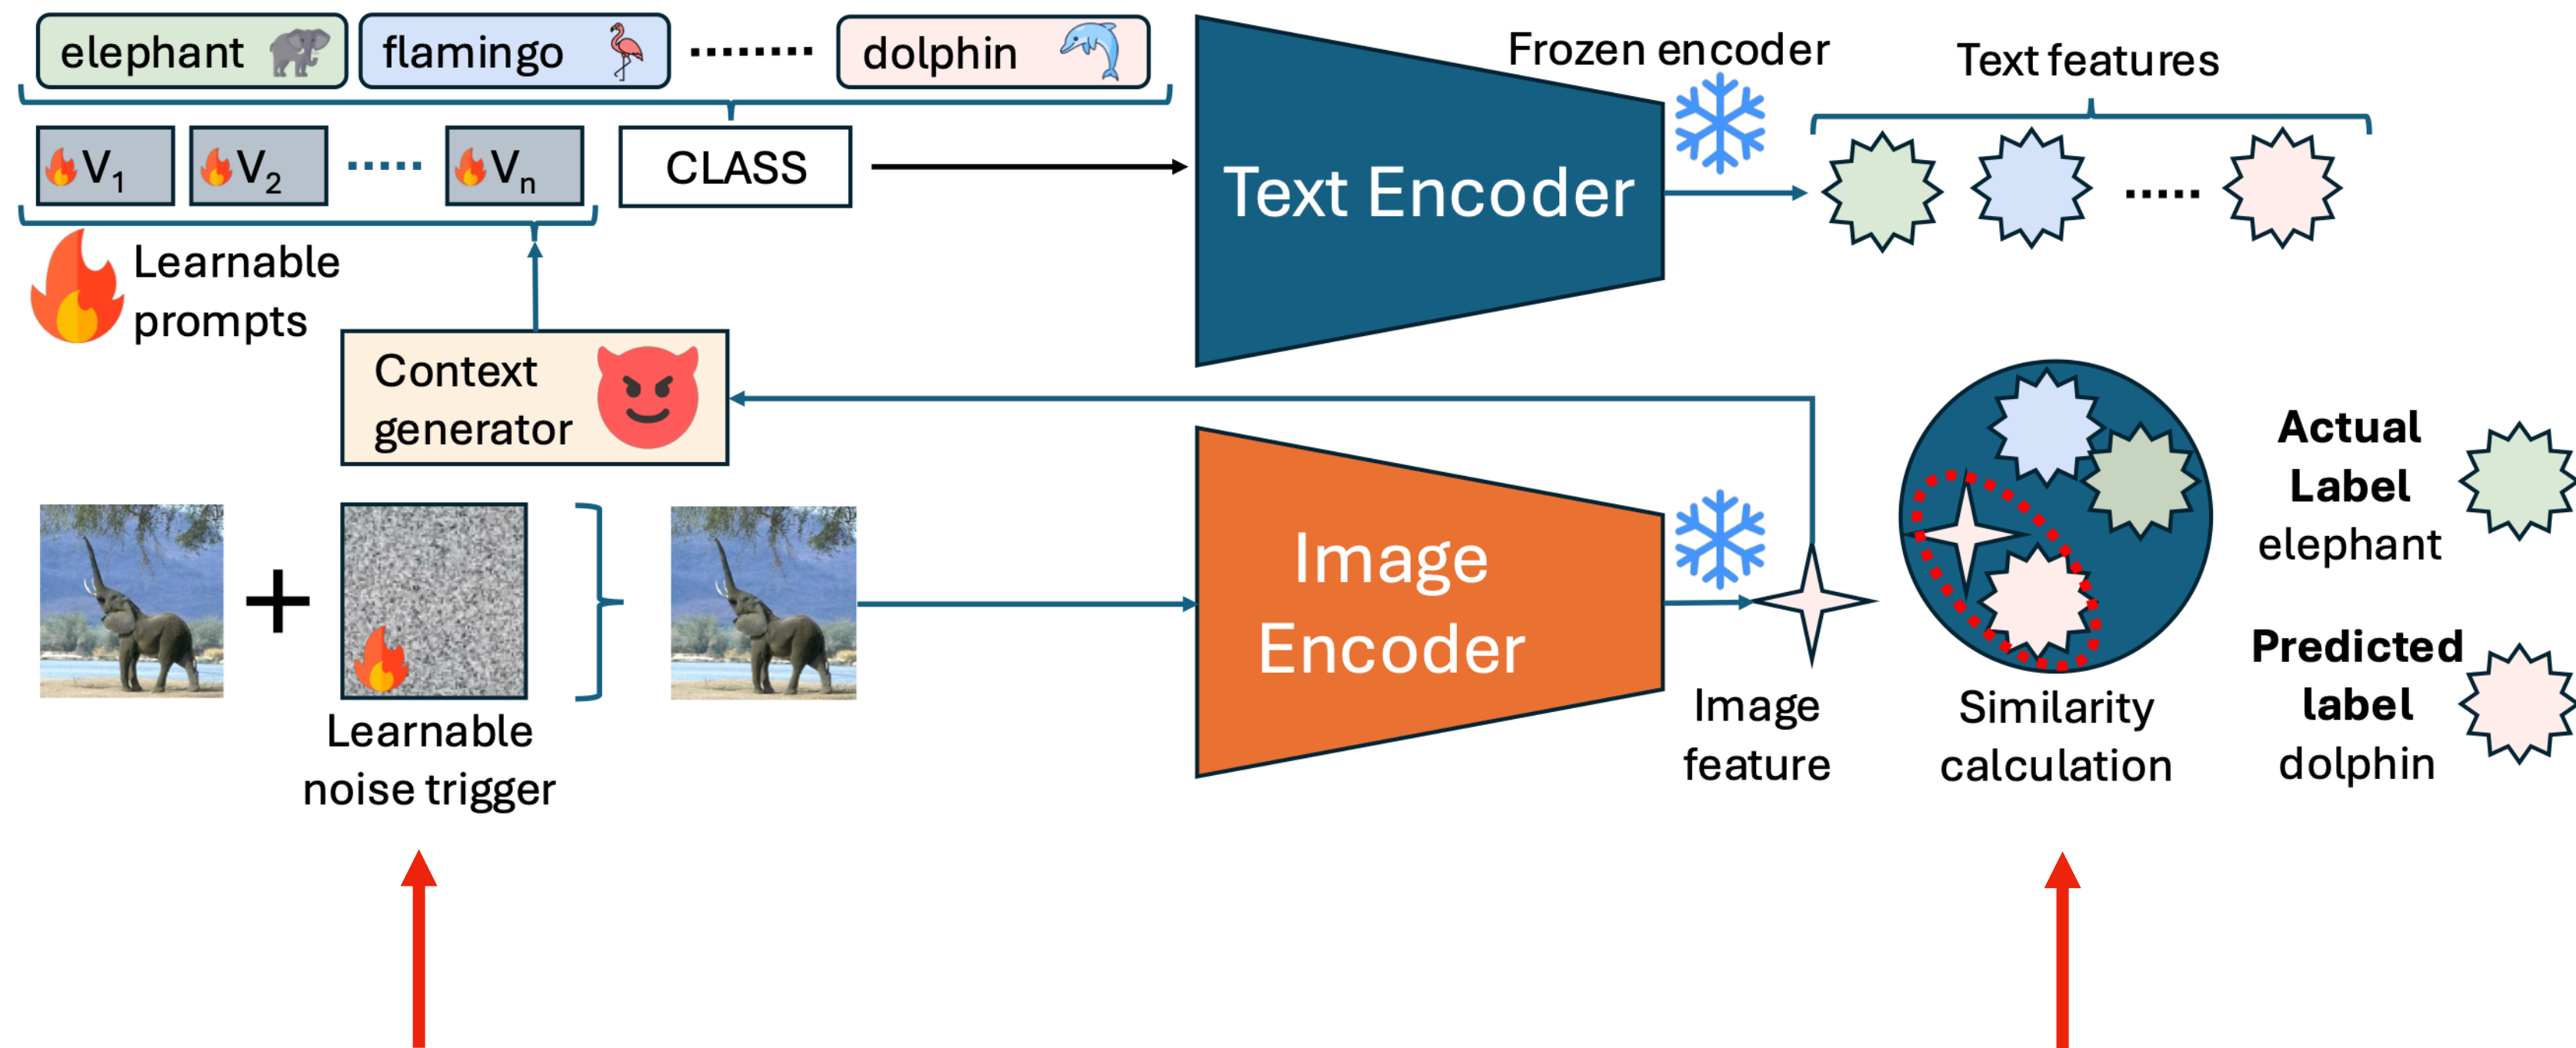 elephant
flamingo
dolphin
Frozen encoder
Text features
V1
V2
Vn
CLASS
Text Encoder
Learnable
prompts
Context
generator
Image
Encoder
Learnable
noise trigger
Image
feature
Similarity
calculation
Actual
Label
elephant
Predicted
label
dolphin